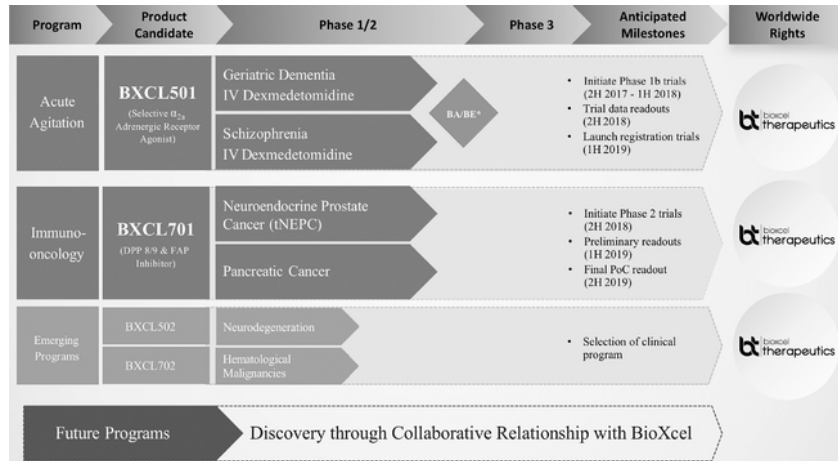 Program
Product
Candidate
Phase 1/2
Phase 3
Anticipated
Milestones
Worldwide
Rights
Acute
Agitation
BXCL501
(Selective α2a
Adrenergic Receptor
Agonist)
Geriatric Dementia
IV Dexmedetomidine
Schizophrenia
IV Dexmedetomidine
BA/BE*
• Initiate Phase 1b trials
(2H 2017 - 1H 2018)
• Trial data readouts
(2H 2018)
• Launch registration trials
(1H 2019)
bt bioxcel
therapeutics
Immuno-
oncology
BXCL701
(DPP 8/9 & FAP
Inhibitor)
Neuroendocrine Prostate
Cancer (tNEPC)
Pancreatic Cancer
• Initiate Phase 2 trials
(2H 2018)
• Preliminary readouts
(1H 2019)
• Final PoC readout
(2H 2019)
bt bioxcel
therapeutics
Emerging
Programs
BXCL502
Neurodegeneration
BXCL702
Hematological
Malignancies
• Selection of clinical
program
bt bioxcel
therapeutics
Future Programs
Discovery through Collaborative Relationship with BioXcel